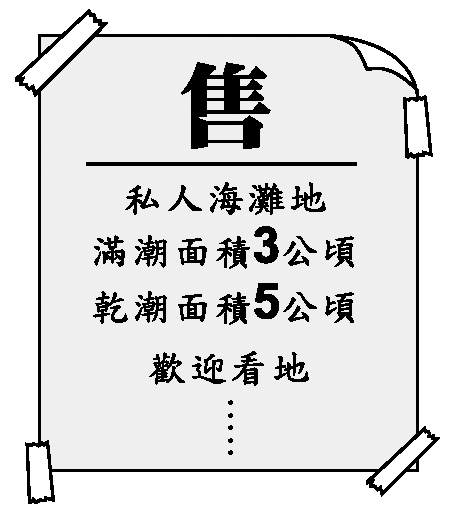 售
私人海灘地
滿潮面積3公頃
乾潮面積5公頃
歡迎看地
⋮